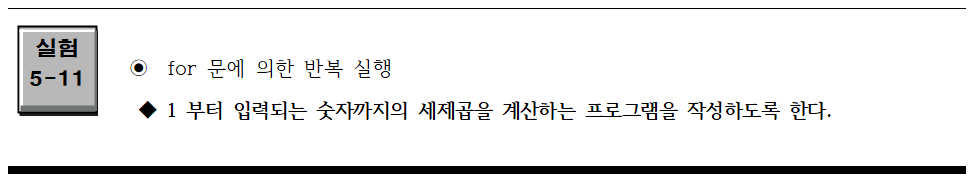 실험
5-11
◉ for 문에 의한 반복 실행
◆ 1 부터 입력되는 숫자까지의 세제곱을 계산하는 프로그램을 작성하도록 한다.